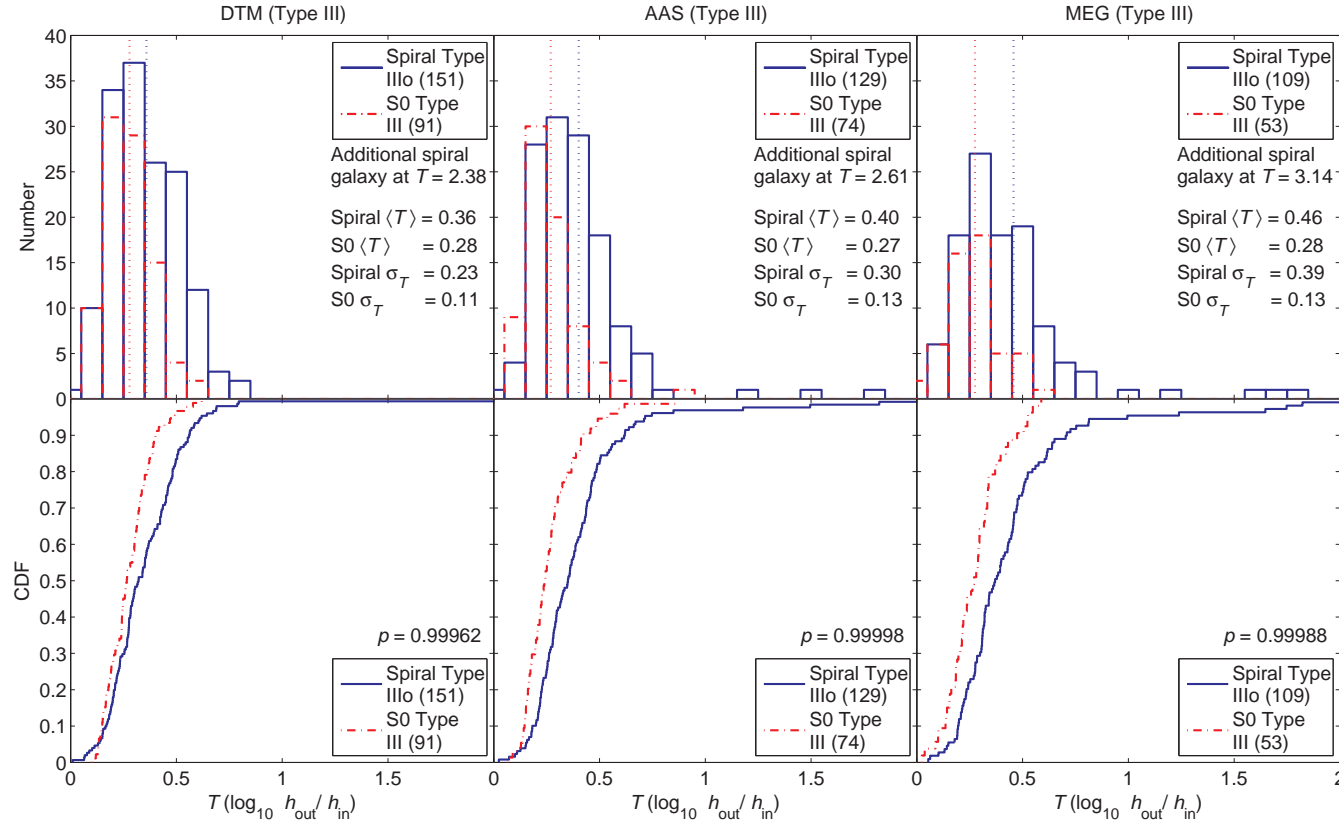 DTM (Type III)
AAS (Type III)
MEG (Type III)
40
35
30
25
20
15
10
5
0
Number
Spiral Type
IIIo (151)
S0 Type
III (91)
Additional spiral
galaxy at T = 2.38
Spiral ⟨T⟩ = 0.36
S0 ⟨T⟩ = 0.28
Spiral σT = 0.23
S0 σT = 0.11
Spiral Type
IIIo (129)
S0 Type
III (74)
Additional spiral
galaxy at T = 2.61
Spiral ⟨T⟩ = 0.40
S0 ⟨T⟩ = 0.27
Spiral σT = 0.30
S0 σT = 0.13
Spiral Type
IIIo (109)
S0 Type
III (53)
Additional spiral
galaxy at T = 3.14
Spiral ⟨T⟩ = 0.46
S0 ⟨T⟩ = 0.28
Spiral σT = 0.39
S0 σT = 0.13
0.9
0.8
0.7
0.6
0.5
0.4
0.3
0.2
0.1
0
CDF
p = 0.99962
Spiral Type
IIIo (151)
S0 Type
III (91)
p = 0.99998
Spiral Type
IIIo (129)
S0 Type
III (74)
p = 0.99988
Spiral Type
IIIo (109)
S0 Type
III (53)
0 0.5 1 1.5
0 0.5 1 1.5
0 0.5 1 1.5 2
T (log10 hout/ hin)
T (log10 hout/ hin)
T (log10 hout/ hin)